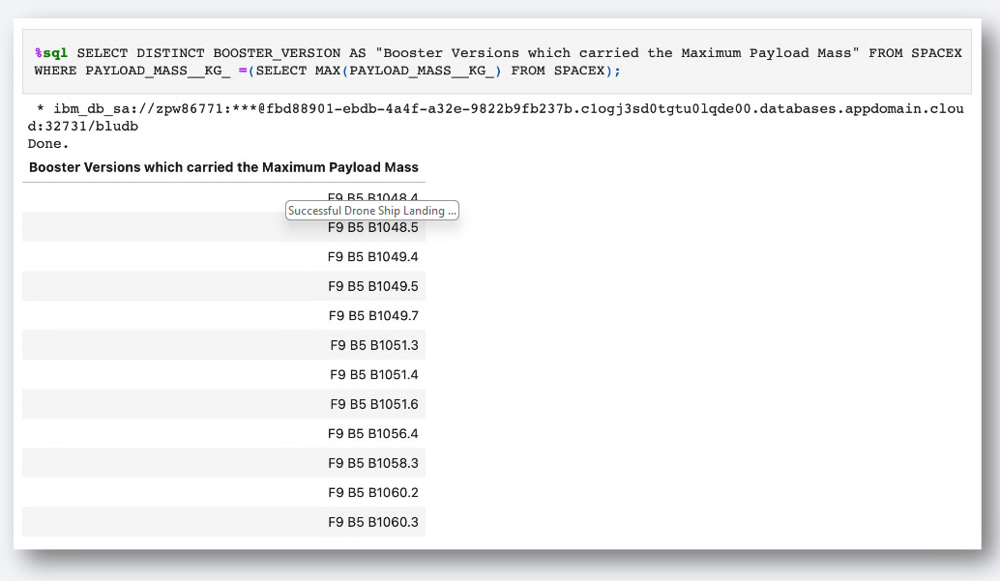 %sql SELECT DISTINCT BOOSTER_VERSION AS "Booster Versions which carried the Maximum Payload Mass" FROM SPACEX
WHERE PAYLOAD_MASS__KG_ =(SELECT MAX(PAYLOAD_MASS__KG_) FROM SPACEX);
* ibm_db_sa://zpw86771:***@fbd88901-ebdb-4a4f-a32e-9822b9fb237b.c1ogj3sd0tgtu0lqde00.databases.appdomain.clou
d:32731/bludb
Done.
Booster Versions which carried the Maximum Payload Mass
F9 B5 B1048.4
Successful Drone Ship Landing ...
F9 B5 B1048.5
F9 B5 B1049.4
F9 B5 B1049.5
F9 B5 B1049.7
F9 B5 B1051.3
F9 B5 B1051.4
F9 B5 B1051.6
F9 B5 B1056.4
F9 B5 B1058.3
F9 B5 B1060.2
F9 B5 B1060.3